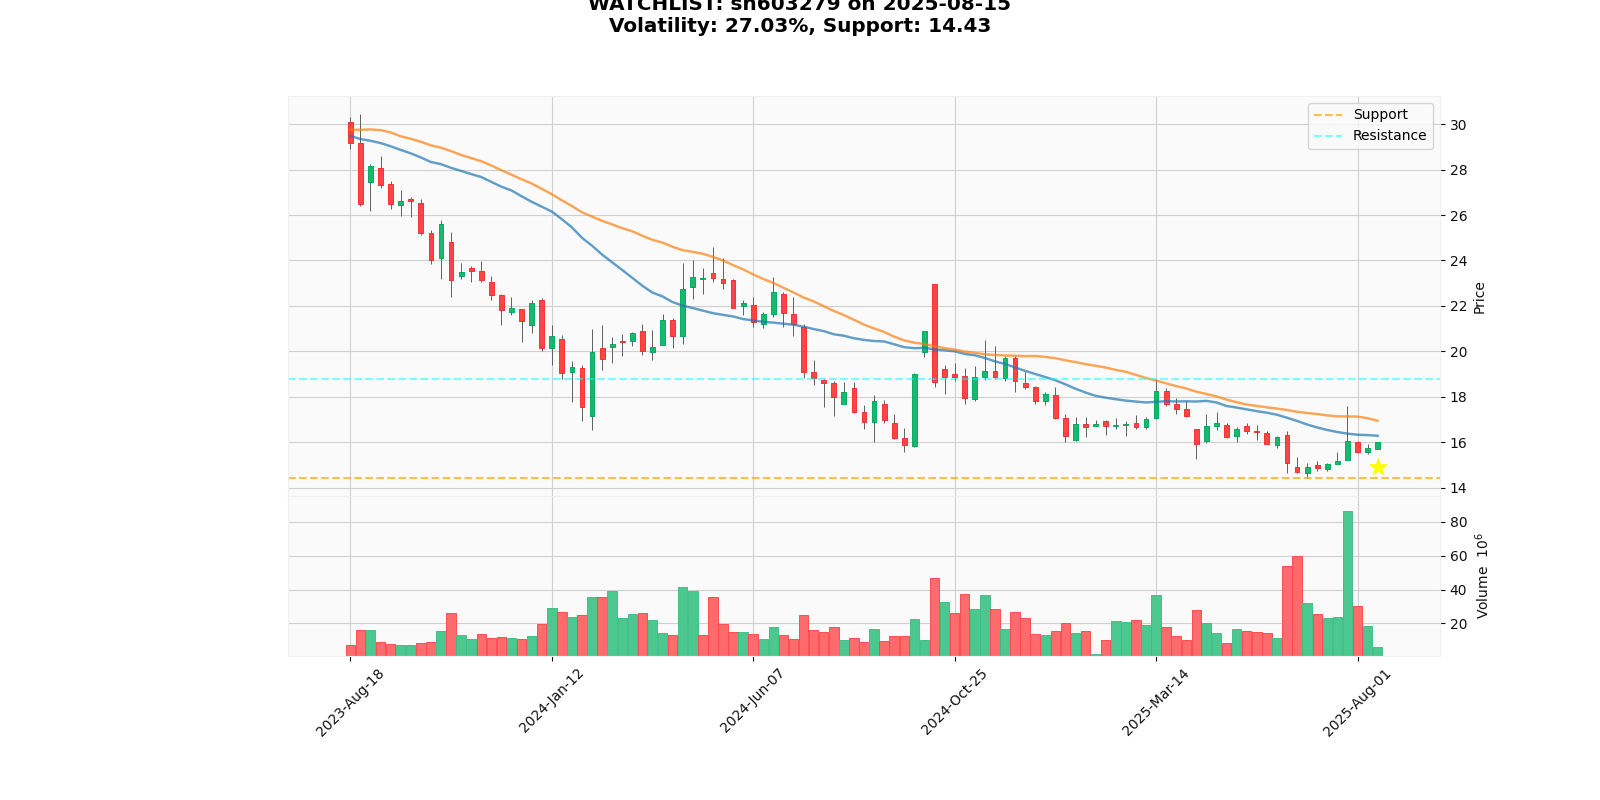 WATCHLIST: sh603279 on 2025-08-15
Volatility: 27.03%, Support: 14.43
Support
Resistance
30
28
26
24
22
20
18
16
14
Price
80
60
40
20
Volume 10⁶
2023-Aug-18
2024-Jan-12
2024-Jun-07
2024-Oct-25
2025-Mar-14
2025-Aug-01